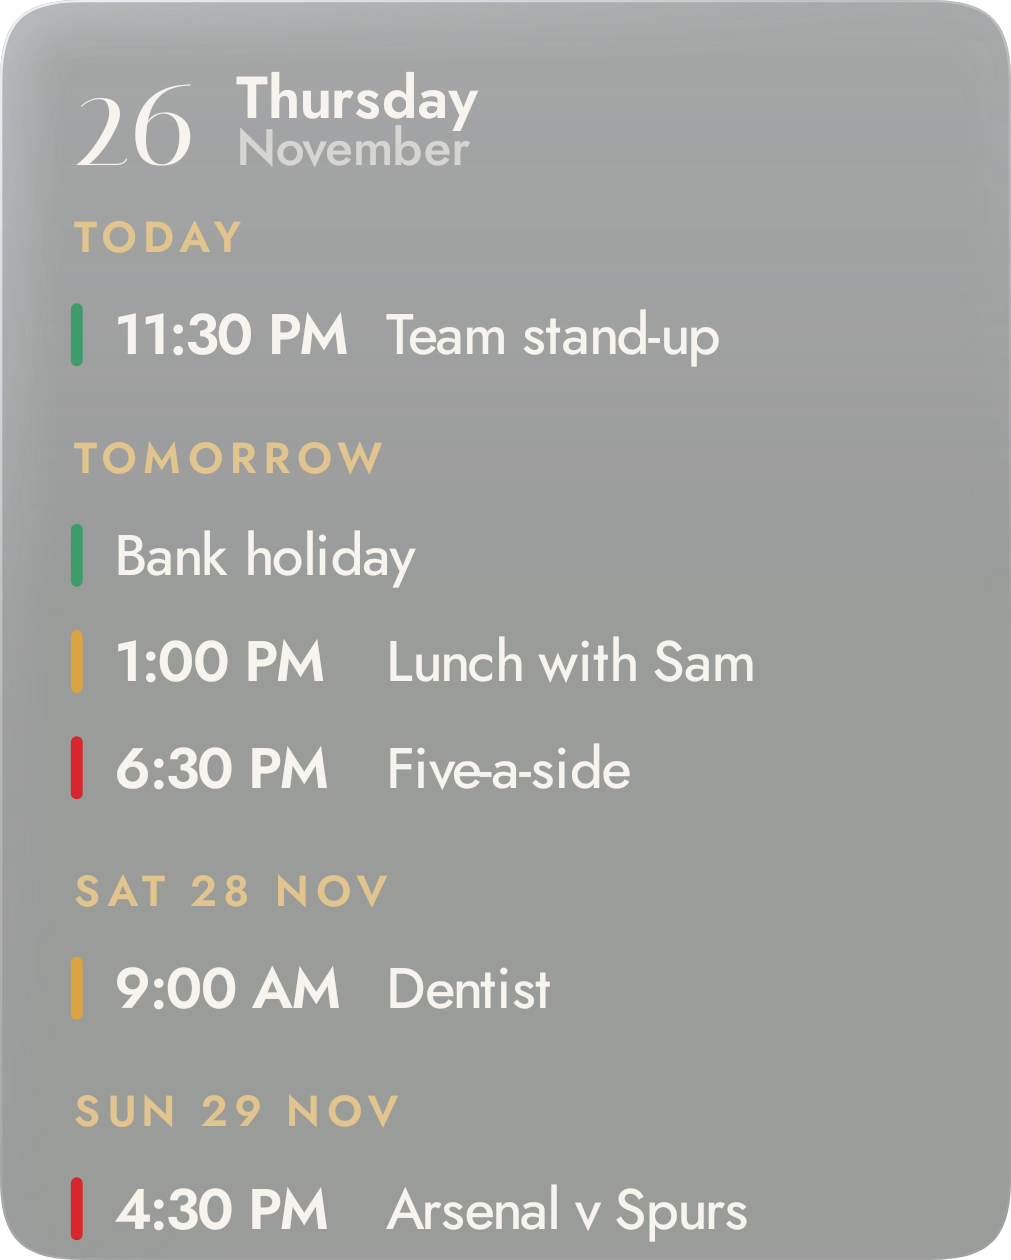 26 Thursday
November
TODAY
11:30 PM Team stand-up
TOMORROW
Bank holiday
1:00 PM Lunch with Sam
6:30 PM Five-a-side
SAT 28 NOV
9:00 AM Dentist
SUN 29 NOV
4:30 PM Arsenal v Spurs